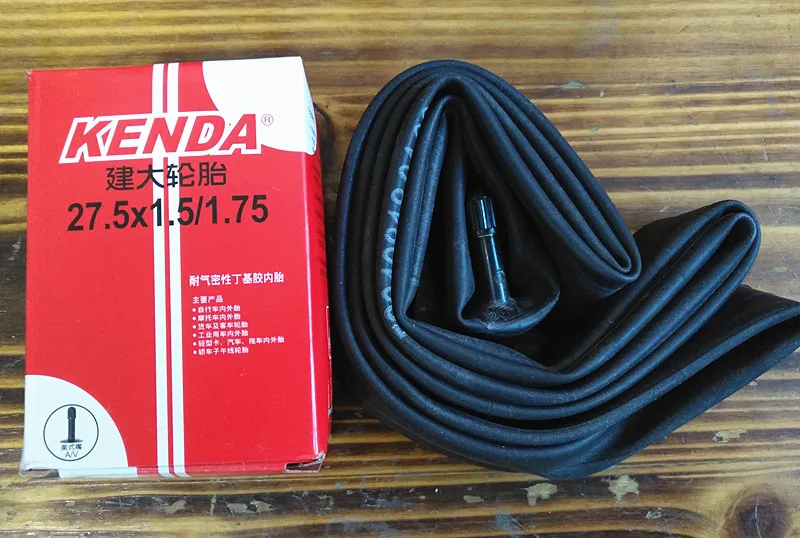 KENDA®
建大轮胎
27.5x1.5/1.75
耐气密性丁基胶内胎
主要产品
• 自行车内外胎
• 摩托车内外胎
• 货车及客车轮胎
• 工业用车内外胎
• 轻型卡、汽车、拖车内外胎
• 轿车子午线轮胎
美式嘴
A/V